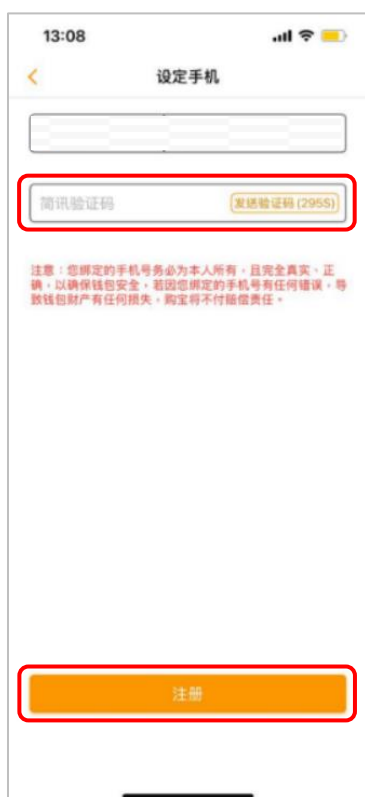 13:08
设定手机
简讯验证码
发送验证码(295S)
注意：您绑定的手机号务必为本人所有，且完全真实、正
确，以确保钱包安全，若因您绑定的手机号有任何错误，导
致钱包财产有任何损失，购宝将不付赔偿责任。
注册